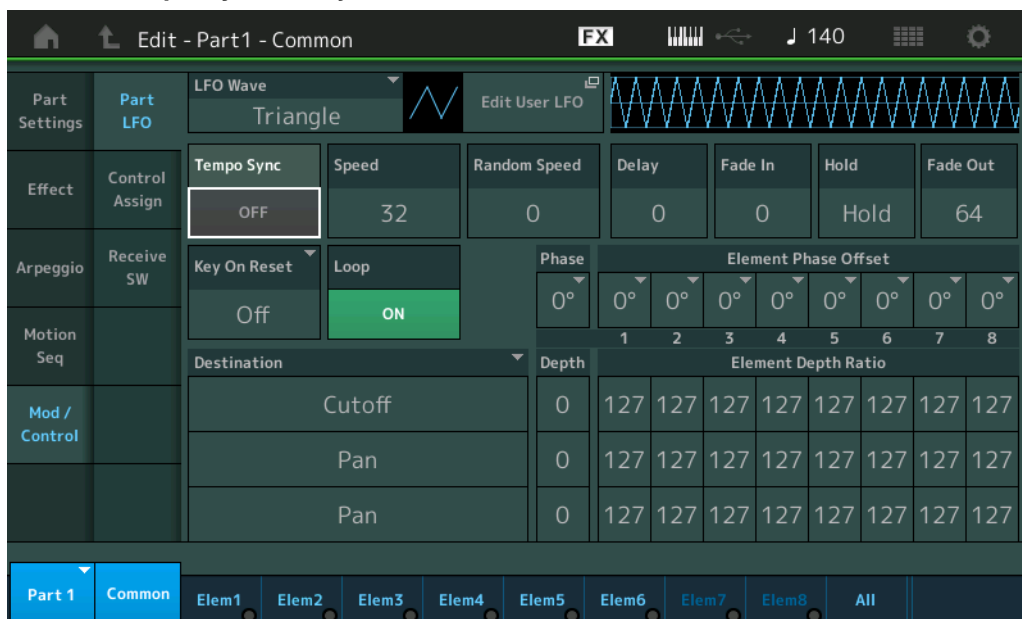 Edit - Part1 - Common FX 140
Part Settings
Part LFO
LFO Wave
Triangle
Edit User LFO
Effect
Control Assign
Tempo Sync Speed Random Speed Delay Fade In Hold Fade Out
OFF 32 0 0 0 Hold 64
Arpeggio
Receive SW
Key On Reset Loop Phase Element Phase Offset
Off ON 0° 0° 0° 0° 0° 0° 0° 0° 0°
1 2 3 4 5 6 7 8
Motion Seq
Destination Depth Element Depth Ratio
Mod / Control
Cutoff 0 127 127 127 127 127 127 127 127
Pan 0 127 127 127 127 127 127 127 127
Pan 0 127 127 127 127 127 127 127 127
Part 1 Common Elem1 Elem2 Elem3 Elem4 Elem5 Elem6 Elem7 Elem8 All